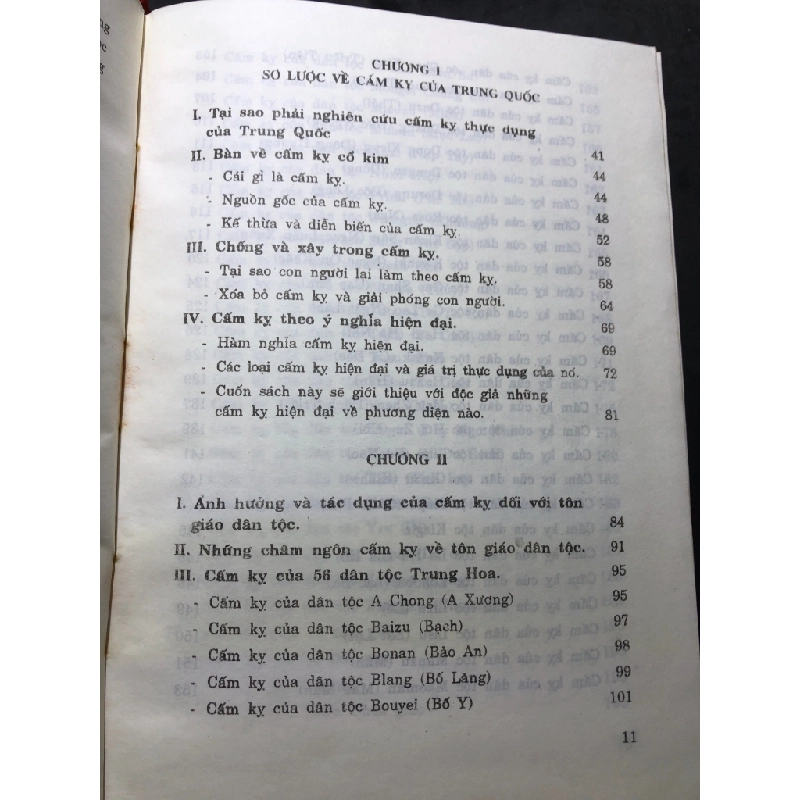 CHƯƠNG I
SƠ LƯỢC VỀ CẤM KỴ CỦA TRUNG QUỐC
I. Tại sao phải nghiên cứu cấm kỵ thực dụng
của Trung Quốc 41
II. Bàn về cấm kỵ cổ kim 44
- Cái gì là cấm kỵ. 44
- Nguồn gốc của cấm kỵ. 48
- Kế thừa và diễn biến của cấm kỵ 52
III. Chống và xây trong cấm kỵ. 58
- Tại sao con người lại làm theo cấm kỵ. 58
- Xóa bỏ cấm kỵ và giải phóng con người. 64
IV. Cấm kỵ theo ý nghĩa hiện đại. 69
- Hàm nghĩa cấm kỵ hiện đại. 69
- Các loại cấm kỵ hiện đại và giá trị thực dụng của nó. 72
- Cuốn sách này sẽ giới thiệu với độc giả những
cấm kỵ hiện đại về phương diện nào. 81
CHƯƠNG II
I. Ảnh hưởng và tác dụng của cấm kỵ đối với tôn
giáo dân tộc. 84
II. Những châm ngôn cấm kỵ về tôn giáo dân tộc. 91
III. Cấm kỵ của 56 dân tộc Trung Hoa. 95
- Cấm kỵ của dân tộc A Chong (A Xương) 95
- Cấm kỵ của dân tộc Baizu (Bạch) 97
- Cấm kỵ của dân tộc Bonan (Bảo An) 98
- Cấm kỵ của dân tộc Blang (Bố Lảng) 99
- Cấm kỵ của dân tộc Bouyei (Bố Y) 101
11